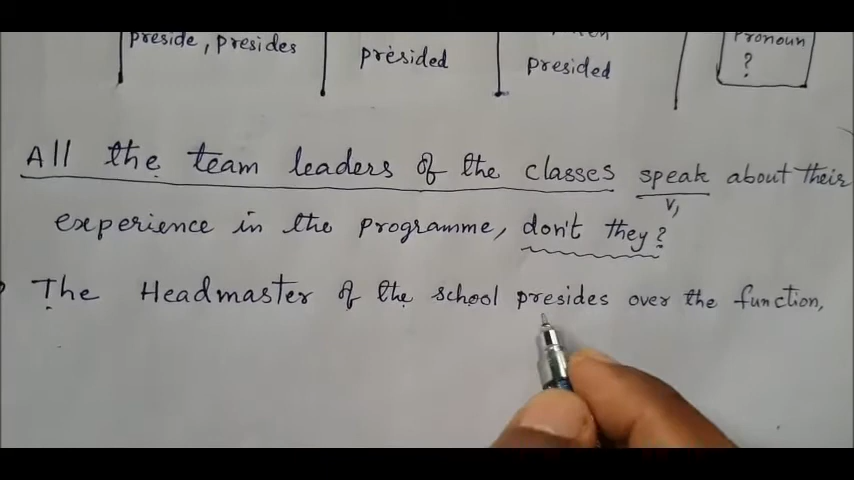 preside, presides
presided
presided
Pronoun
?
All the team leaders of the classes speak about their
V1
experience in the programme, don't they?
The Headmaster of the school presides over the function,